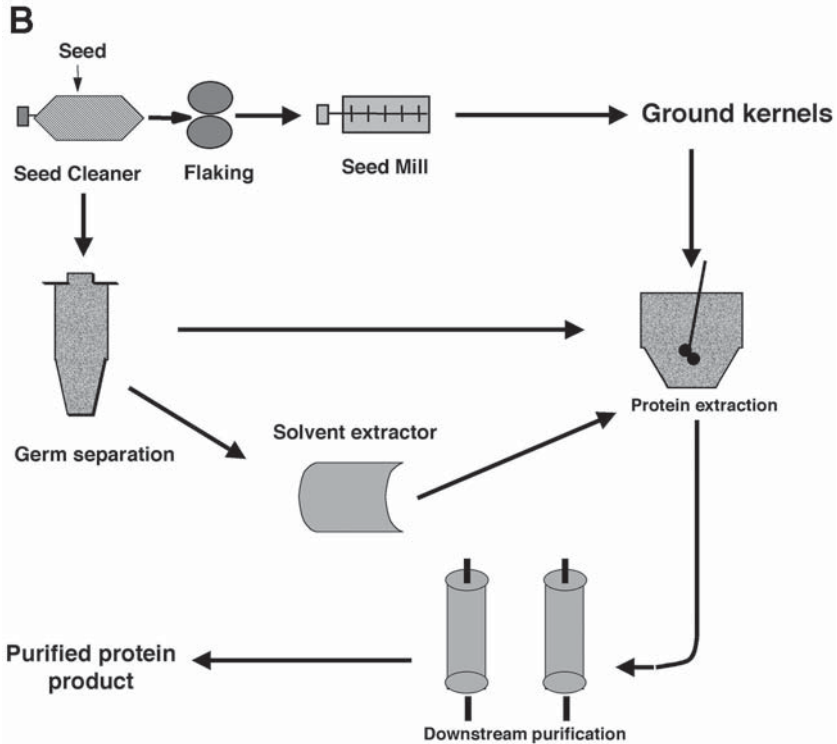 B
Seed
Seed Cleaner
Flaking
Seed Mill
Ground kernels
Germ separation
Solvent extractor
Protein extraction
Purified protein
product
Downstream purification